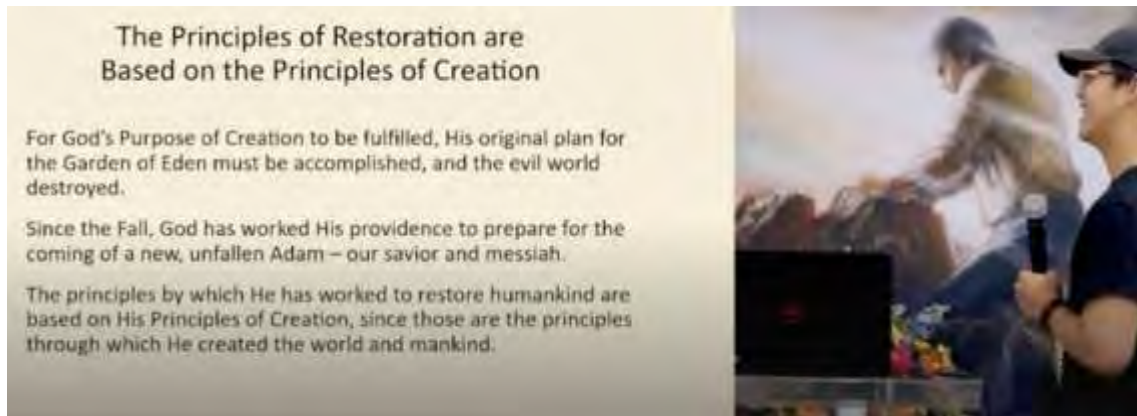 The Principles of Restoration are
Based on the Principles of Creation
For God's Purpose of Creation to be fulfilled, His original plan for
the Garden of Eden must be accomplished, and the evil world
destroyed.
Since the Fall, God has worked His providence to prepare for the
coming of a new, unfallen Adam – our savior and messiah.
The principles by which He has worked to restore humankind are
based on His Principles of Creation, since those are the principles
through which He created the world and mankind.